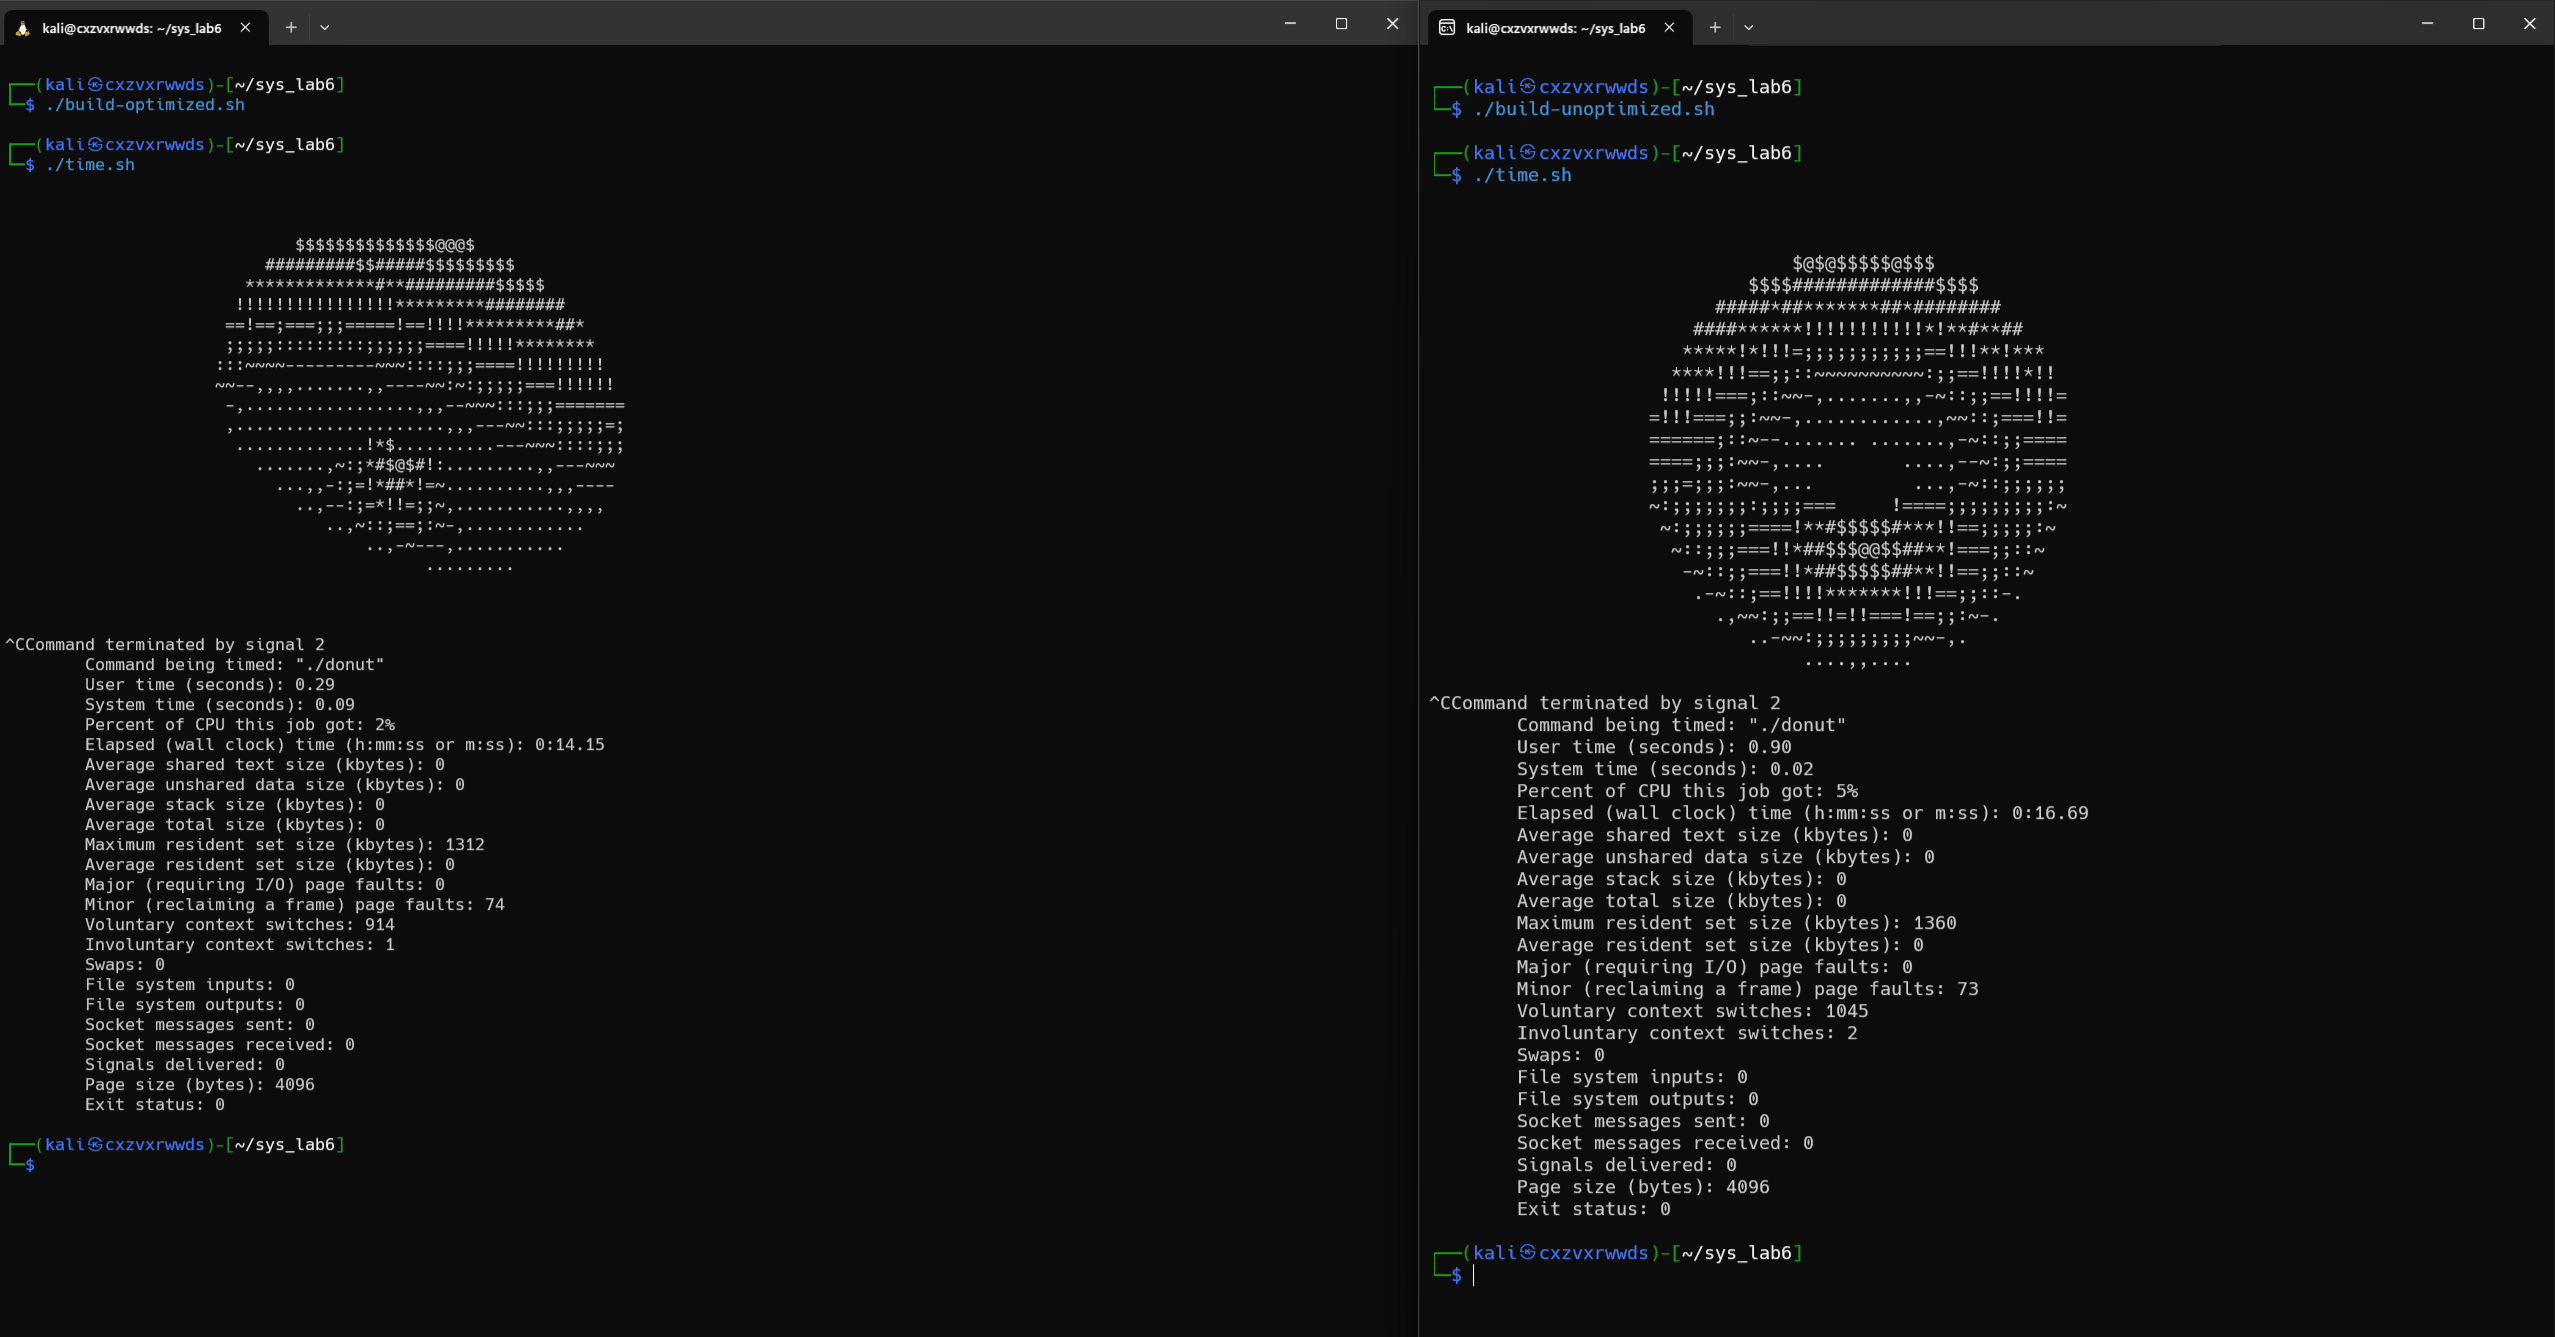 kali@cxzvxrwwds: ~/sys_lab6
(kali㉿cxzvxrwwds)-[~/sys_lab6]
$ ./build-optimized.sh
(kali㉿cxzvxrwwds)-[~/sys_lab6]
$ ./time.sh
^CCommand terminated by signal 2
Command being timed: "./donut"
User time (seconds): 0.29
System time (seconds): 0.09
Percent of CPU this job got: 2%
Elapsed (wall clock) time (h:mm:ss or m:ss): 0:14.15
Average shared text size (kbytes): 0
Average unshared data size (kbytes): 0
Average stack size (kbytes): 0
Average total size (kbytes): 0
Maximum resident set size (kbytes): 1312
Average resident set size (kbytes): 0
Major (requiring I/O) page faults: 0
Minor (reclaiming a frame) page faults: 74
Voluntary context switches: 914
Involuntary context switches: 1
Swaps: 0
File system inputs: 0
File system outputs: 0
Socket messages sent: 0
Socket messages received: 0
Signals delivered: 0
Page size (bytes): 4096
Exit status: 0
(kali㉿cxzvxrwwds)-[~/sys_lab6]
$
kali@cxzvxrwwds: ~/sys_lab6
(kali㉿cxzvxrwwds)-[~/sys_lab6]
$ ./build-unoptimized.sh
(kali㉿cxzvxrwwds)-[~/sys_lab6]
$ ./time.sh
^CCommand terminated by signal 2
Command being timed: "./donut"
User time (seconds): 0.90
System time (seconds): 0.02
Percent of CPU this job got: 5%
Elapsed (wall clock) time (h:mm:ss or m:ss): 0:16.69
Average shared text size (kbytes): 0
Average unshared data size (kbytes): 0
Average stack size (kbytes): 0
Average total size (kbytes): 0
Maximum resident set size (kbytes): 1360
Average resident set size (kbytes): 0
Major (requiring I/O) page faults: 0
Minor (reclaiming a frame) page faults: 73
Voluntary context switches: 1045
Involuntary context switches: 2
Swaps: 0
File system inputs: 0
File system outputs: 0
Socket messages sent: 0
Socket messages received: 0
Signals delivered: 0
Page size (bytes): 4096
Exit status: 0
(kali㉿cxzvxrwwds)-[~/sys_lab6]
$